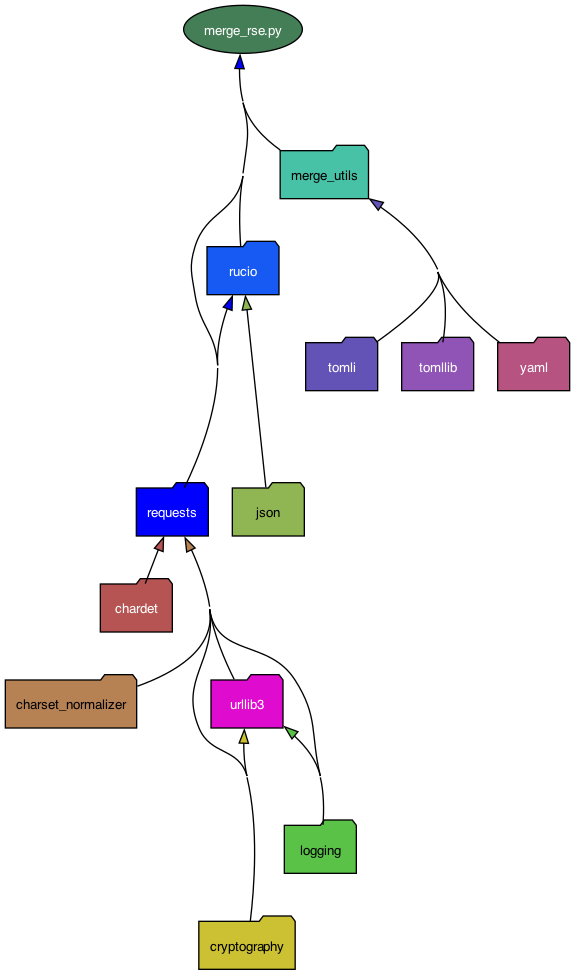 merge_rse.py
merge_utils
rucio
tomli
tomllib
yaml
requests
json
chardet
charset_normalizer
urllib3
logging
cryptography